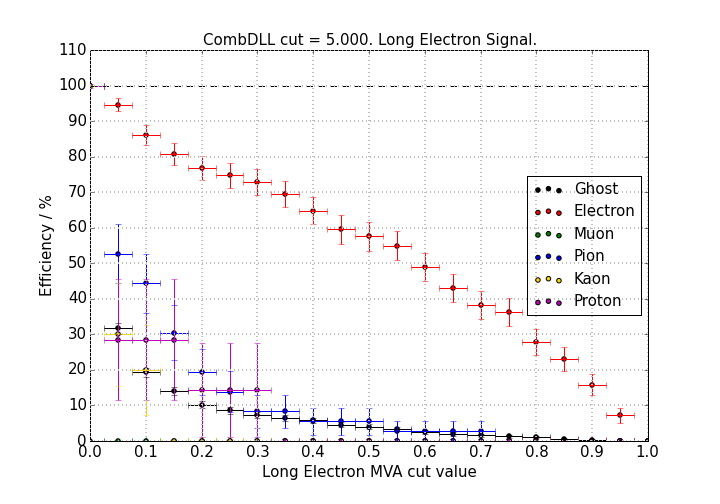 CombDLL cut = 5.000. Long Electron Signal.
110
100
90
80
70
60
50
40
30
20
10
0
Efficiency / %
Ghost
Electron
Muon
Pion
Kaon
Proton
0.0 0.1 0.2 0.3 0.4 0.5 0.6 0.7 0.8 0.9 1.0
Long Electron MVA cut value